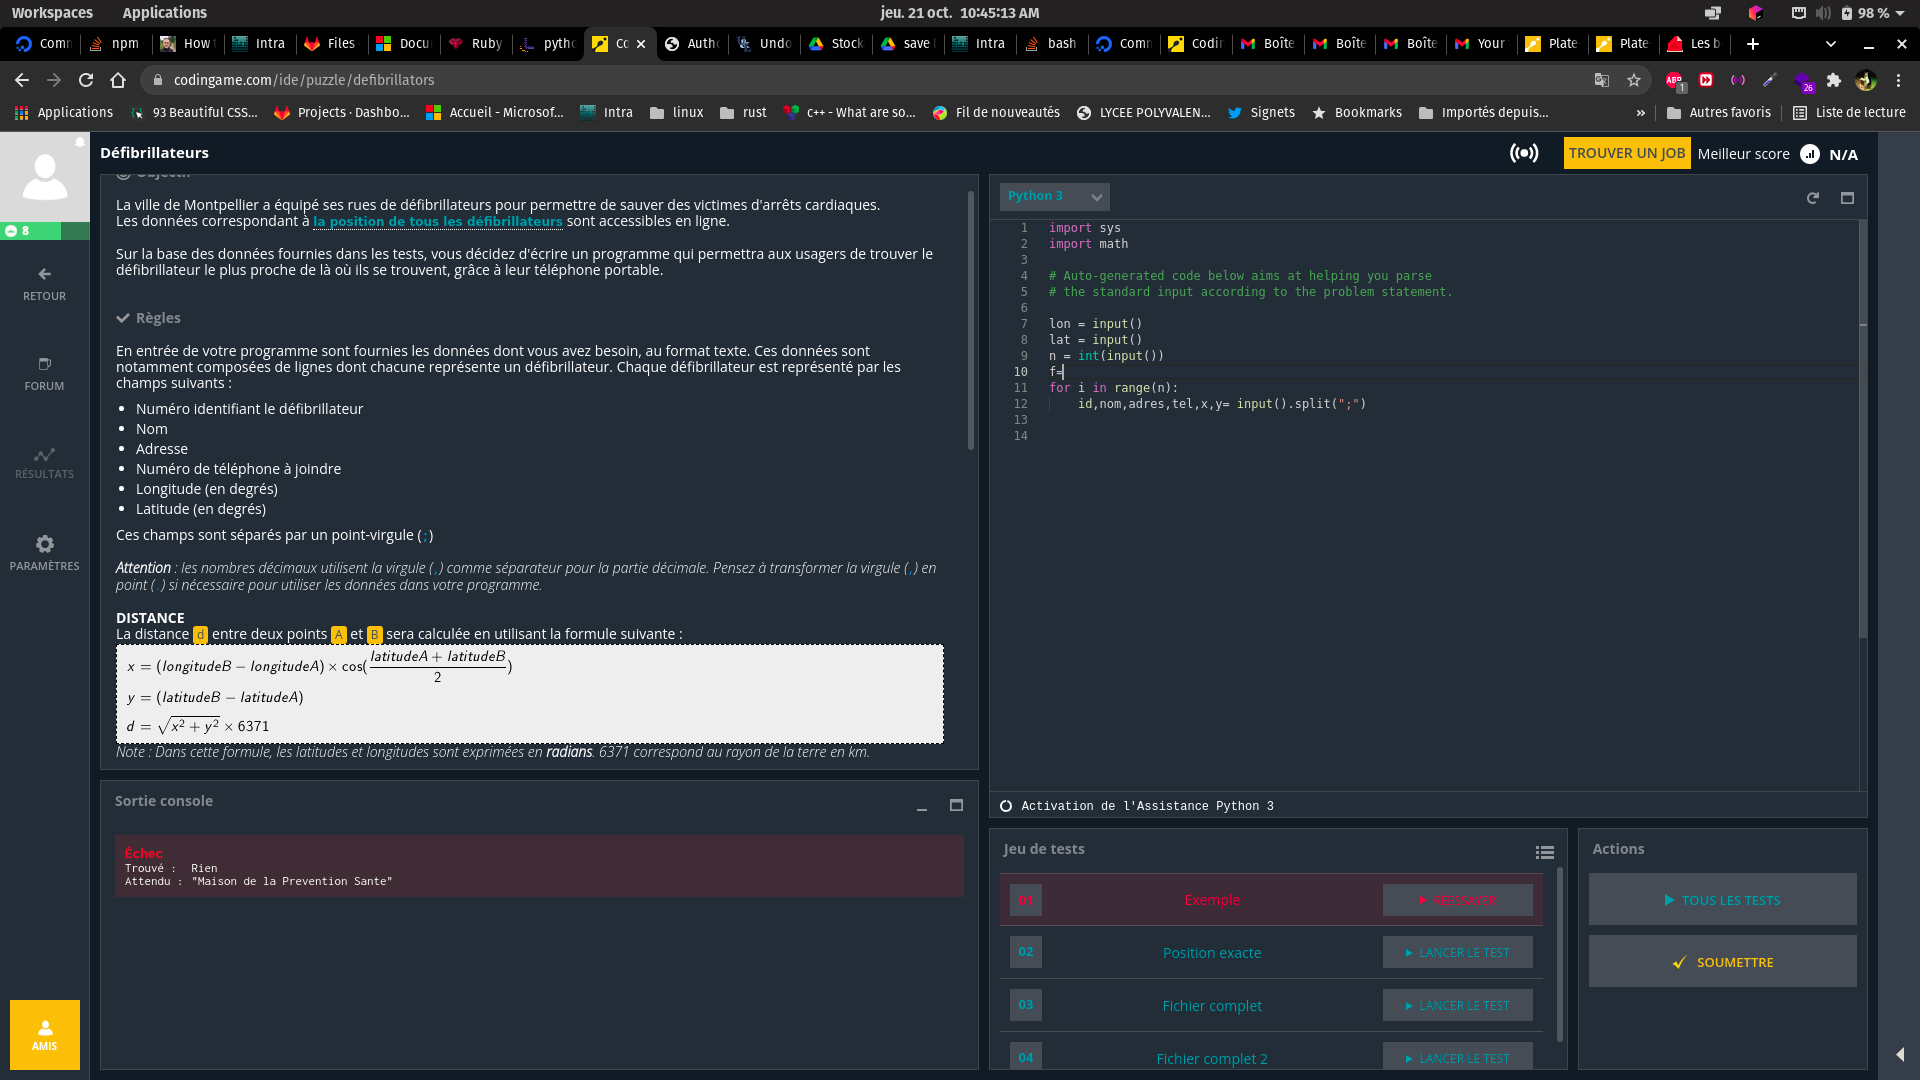 Workspaces Applications jeu. 21 oct. 10:45:13 AM 98 %
Comn npm How t Intra Files Docu Ruby pytho Co Auth Undo Stock save Intra bash Comn Codin Boîte Boîte Boîte Your Plate Plate Les b
codingame.com/ide/puzzle/defibrillators ABP 1 26
Applications 93 Beautiful CSS... Projects · Dashbo... Accueil - Microsof... Intra linux rust c++ - What are so... Fil de nouveautés LYCEE POLYVALEN... Signets Bookmarks Importés depuis... » Autres favoris Liste de lecture
Défibrillateurs TROUVER UN JOB Meilleur score N/A
8
RETOUR
FORUM
RÉSULTATS
PARAMÈTRES
AMIS
Objectif
La ville de Montpellier a équipé ses rues de défibrillateurs pour permettre de sauver des victimes d'arrêts cardiaques.
Les données correspondant à la position de tous les défibrillateurs sont accessibles en ligne.
Sur la base des données fournies dans les tests, vous décidez d'écrire un programme qui permettra aux usagers de trouver le
défibrillateur le plus proche de là où ils se trouvent, grâce à leur téléphone portable.
Règles
En entrée de votre programme sont fournies les données dont vous avez besoin, au format texte. Ces données sont
notamment composées de lignes dont chacune représente un défibrillateur. Chaque défibrillateur est représenté par les
champs suivants :
• Numéro identifiant le défibrillateur
• Nom
• Adresse
• Numéro de téléphone à joindre
• Longitude (en degrés)
• Latitude (en degrés)
Ces champs sont séparés par un point-virgule (;)
Attention : les nombres décimaux utilisent la virgule (,) comme séparateur pour la partie décimale. Pensez à transformer la virgule (,) en
point (.) si nécessaire pour utiliser les données dans votre programme.
DISTANCE
La distance d entre deux points A et B sera calculée en utilisant la formule suivante :
x = (longitudeB − longitudeA) × cos( (latitudeA + latitudeB) / 2 )
y = (latitudeB − latitudeA)
d = √(x² + y²) × 6371
Note : Dans cette formule, les latitudes et longitudes sont exprimées en radians. 6371 correspond au rayon de la terre en km.
Sortie console
Échec
Trouvé : Rien
Attendu : "Maison de la Prevention Sante"
Python 3
1 import sys
2 import math
3
4 # Auto-generated code below aims at helping you parse
5 # the standard input according to the problem statement.
6
7 lon = input()
8 lat = input()
9 n = int(input())
10 f=
11 for i in range(n):
12     id,nom,adres,tel,x,y= input().split(";")
13
14
Activation de l'Assistance Python 3
Jeu de tests
01 Exemple RÉESSAYER
02 Position exacte LANCER LE TEST
03 Fichier complet LANCER LE TEST
04 Fichier complet 2 LANCER LE TEST
Actions
TOUS LES TESTS
SOUMETTRE